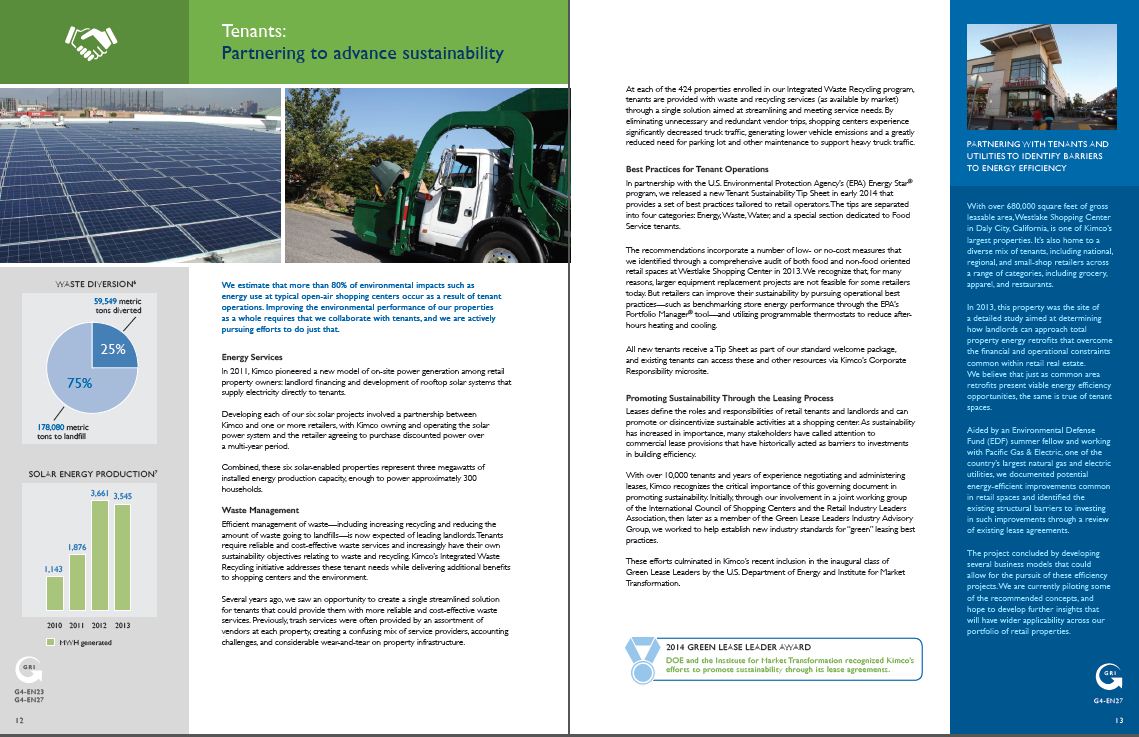 Tenants:
Partnering to advance sustainability
WASTE DIVERSION⁶
59,549 metric
tons diverted
25%
75%
178,080 metric
tons to landfill
SOLAR ENERGY PRODUCTION⁷
3,661
3,545
1,876
1,143
2010 2011 2012 2013
MWH generated
GRI
G4-EN23
G4-EN27
12
We estimate that more than 80% of environmental impacts such as
energy use at typical open-air shopping centers occur as a result of tenant
operations. Improving the environmental performance of our properties
as a whole requires that we collaborate with tenants, and we are actively
pursuing efforts to do just that.
Energy Services
In 2011, Kimco pioneered a new model of on-site power generation among retail
property owners: landlord financing and development of rooftop solar systems that
supply electricity directly to tenants.
Developing each of our six solar projects involved a partnership between
Kimco and one or more retailers, with Kimco owning and operating the solar
power system and the retailer agreeing to purchase discounted power over
a multi-year period.
Combined, these six solar-enabled properties represent three megawatts of
installed energy production capacity, enough to power approximately 300
households.
Waste Management
Efficient management of waste—including increasing recycling and reducing the
amount of waste going to landfills—is now expected of leading landlords. Tenants
require reliable and cost-effective waste services and increasingly have their own
sustainability objectives relating to waste and recycling. Kimco's Integrated Waste
Recycling initiative addresses these tenant needs while delivering additional benefits
to shopping centers and the environment.
Several years ago, we saw an opportunity to create a single streamlined solution
for tenants that could provide them with more reliable and cost-effective waste
services. Previously, trash services were often provided by an assortment of
vendors at each property, creating a confusing mix of service providers, accounting
challenges, and considerable wear-and-tear on property infrastructure.
At each of the 424 properties enrolled in our Integrated Waste Recycling program,
tenants are provided with waste and recycling services (as available by market)
through a single solution aimed at streamlining and meeting service needs. By
eliminating unnecessary and redundant vendor trips, shopping centers experience
significantly decreased truck traffic, generating lower vehicle emissions and a greatly
reduced need for parking lot and other maintenance to support heavy truck traffic.
Best Practices for Tenant Operations
In partnership with the U.S. Environmental Protection Agency's (EPA) Energy Star®
program, we released a new Tenant Sustainability Tip Sheet in early 2014 that
provides a set of best practices tailored to retail operators. The tips are separated
into four categories: Energy, Waste, Water, and a special section dedicated to Food
Service tenants.
The recommendations incorporate a number of low- or no-cost measures that
we identified through a comprehensive audit of both food and non-food oriented
retail spaces at Westlake Shopping Center in 2013. We recognize that, for many
reasons, larger equipment replacement projects are not feasible for some retailers
today. But retailers can improve their sustainability by pursuing operational best
practices—such as benchmarking store energy performance through the EPA's
Portfolio Manager® tool—and utilizing programmable thermostats to reduce after-
hours heating and cooling.
All new tenants receive a Tip Sheet as part of our standard welcome package,
and existing tenants can access these and other resources via Kimco's Corporate
Responsibility microsite.
Promoting Sustainability Through the Leasing Process
Leases define the roles and responsibilities of retail tenants and landlords and can
promote or disincentivize sustainable activities at a shopping center. As sustainability
has increased in importance, many stakeholders have called attention to
commercial lease provisions that have historically acted as barriers to investments
in building efficiency.
With over 10,000 tenants and years of experience negotiating and administering
leases, Kimco recognizes the critical importance of this governing document in
promoting sustainability. Initially, through our involvement in a joint working group
of the International Council of Shopping Centers and the Retail Industry Leaders
Association, then later as a member of the Green Lease Leaders Industry Advisory
Group, we worked to help establish new industry standards for "green" leasing best
practices.
These efforts culminated in Kimco's recent inclusion in the inaugural class of
Green Lease Leaders by the U.S. Department of Energy and Institute for Market
Transformation.
2014 GREEN LEASE LEADER AWARD
DOE and the Institute for Market Transformation recognized Kimco's
efforts to promote sustainability through its lease agreements.
PARTNERING WITH TENANTS AND
UTILITIES TO IDENTIFY BARRIERS
TO ENERGY EFFICIENCY
With over 680,000 square feet of gross
leasable area, Westlake Shopping Center
in Daly City, California, is one of Kimco's
largest properties. It's also home to a
diverse mix of tenants, including national,
regional, and small-shop retailers across
a range of categories, including grocery,
apparel, and restaurants.
In 2013, this property was the site of
a detailed study aimed at determining
how landlords can approach total
property energy retrofits that overcome
the financial and operational constraints
common within retail real estate.
We believe that just as common area
retrofits present viable energy efficiency
opportunities, the same is true of tenant
spaces.
Aided by an Environmental Defense
Fund (EDF) summer fellow and working
with Pacific Gas & Electric, one of the
country's largest natural gas and electric
utilities, we documented potential
energy-efficient improvements common
in retail spaces and identified the
existing structural barriers to investing
in such improvements through a review
of existing lease agreements.
The project concluded by developing
several business models that could
allow for the pursuit of these efficiency
projects. We are currently piloting some
of the recommended concepts, and
hope to develop further insights that
will have wider applicability across our
portfolio of retail properties.
GRI
G4-EN27
13